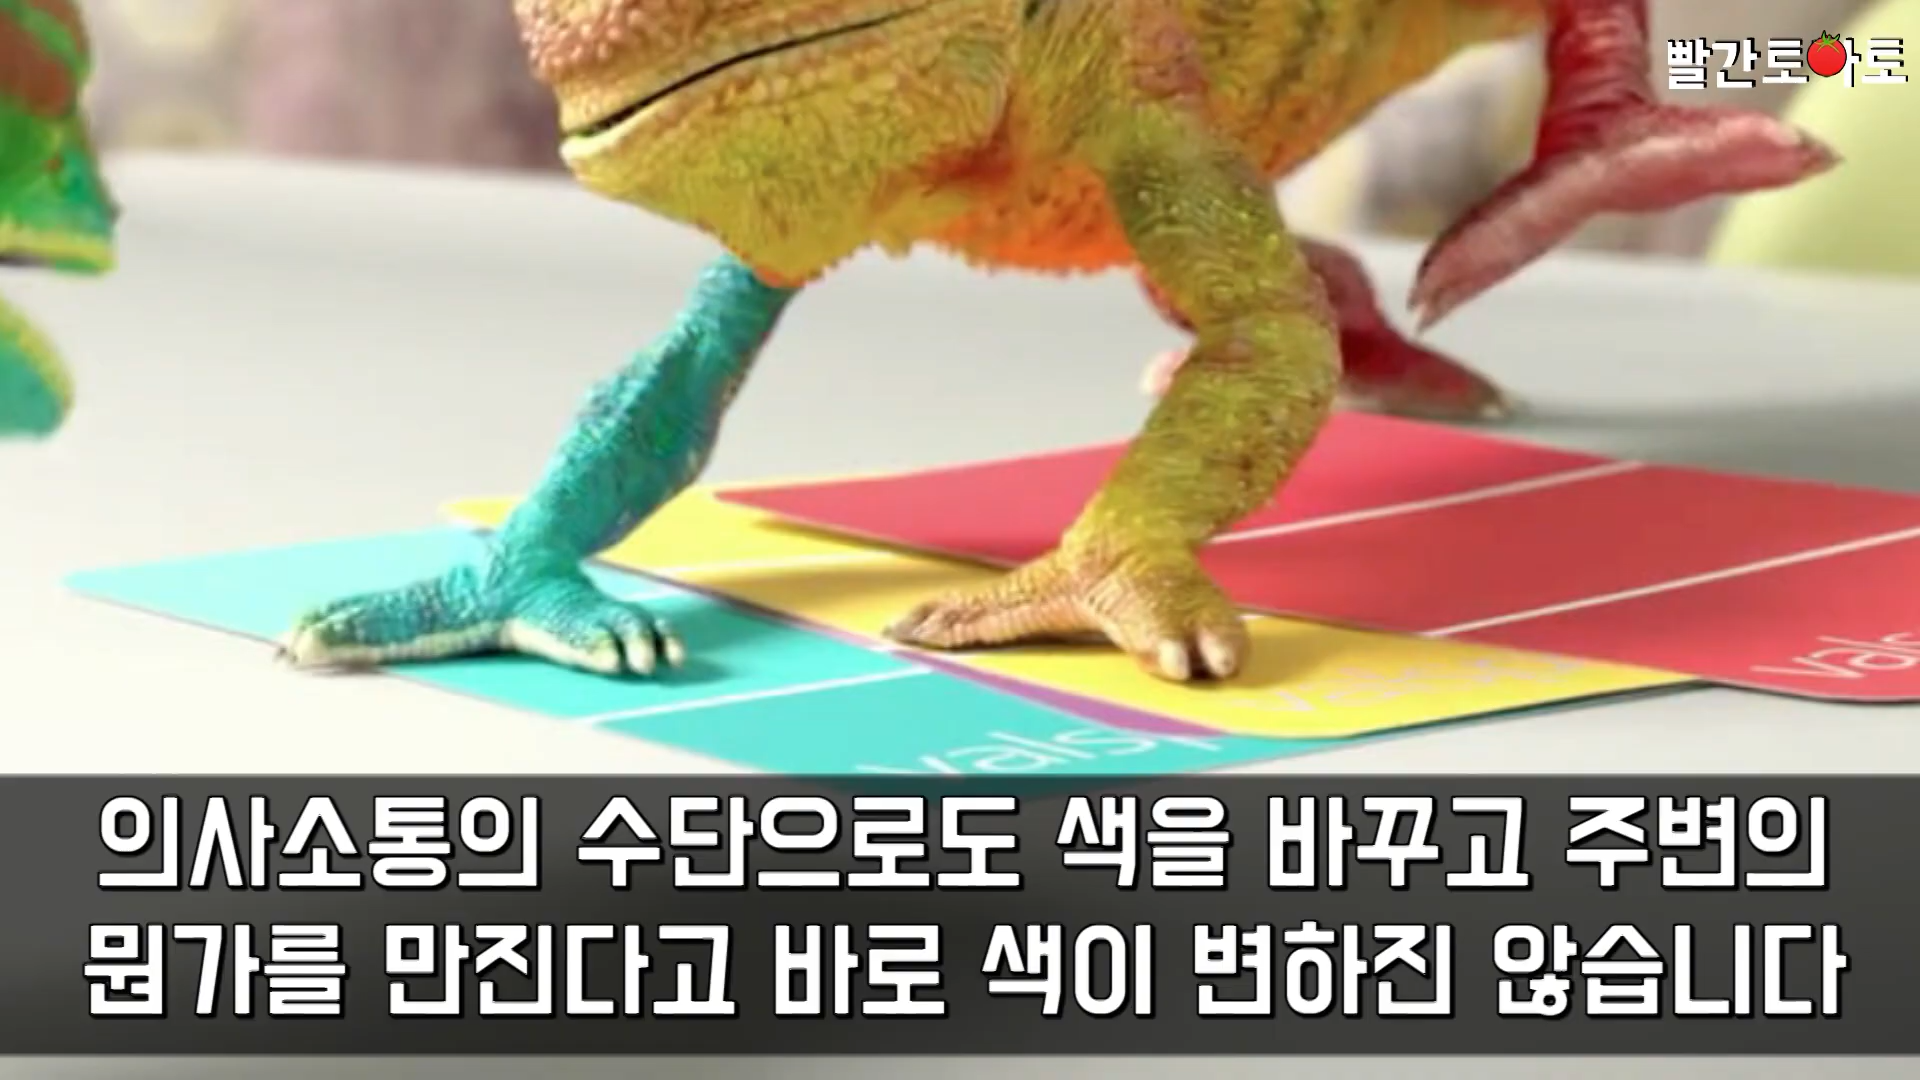 빨간토마토
의사소통의 수단으로도 색을 바꾸고 주변의
뭔가를 만진다고 바로 색이 변하진 않습니다